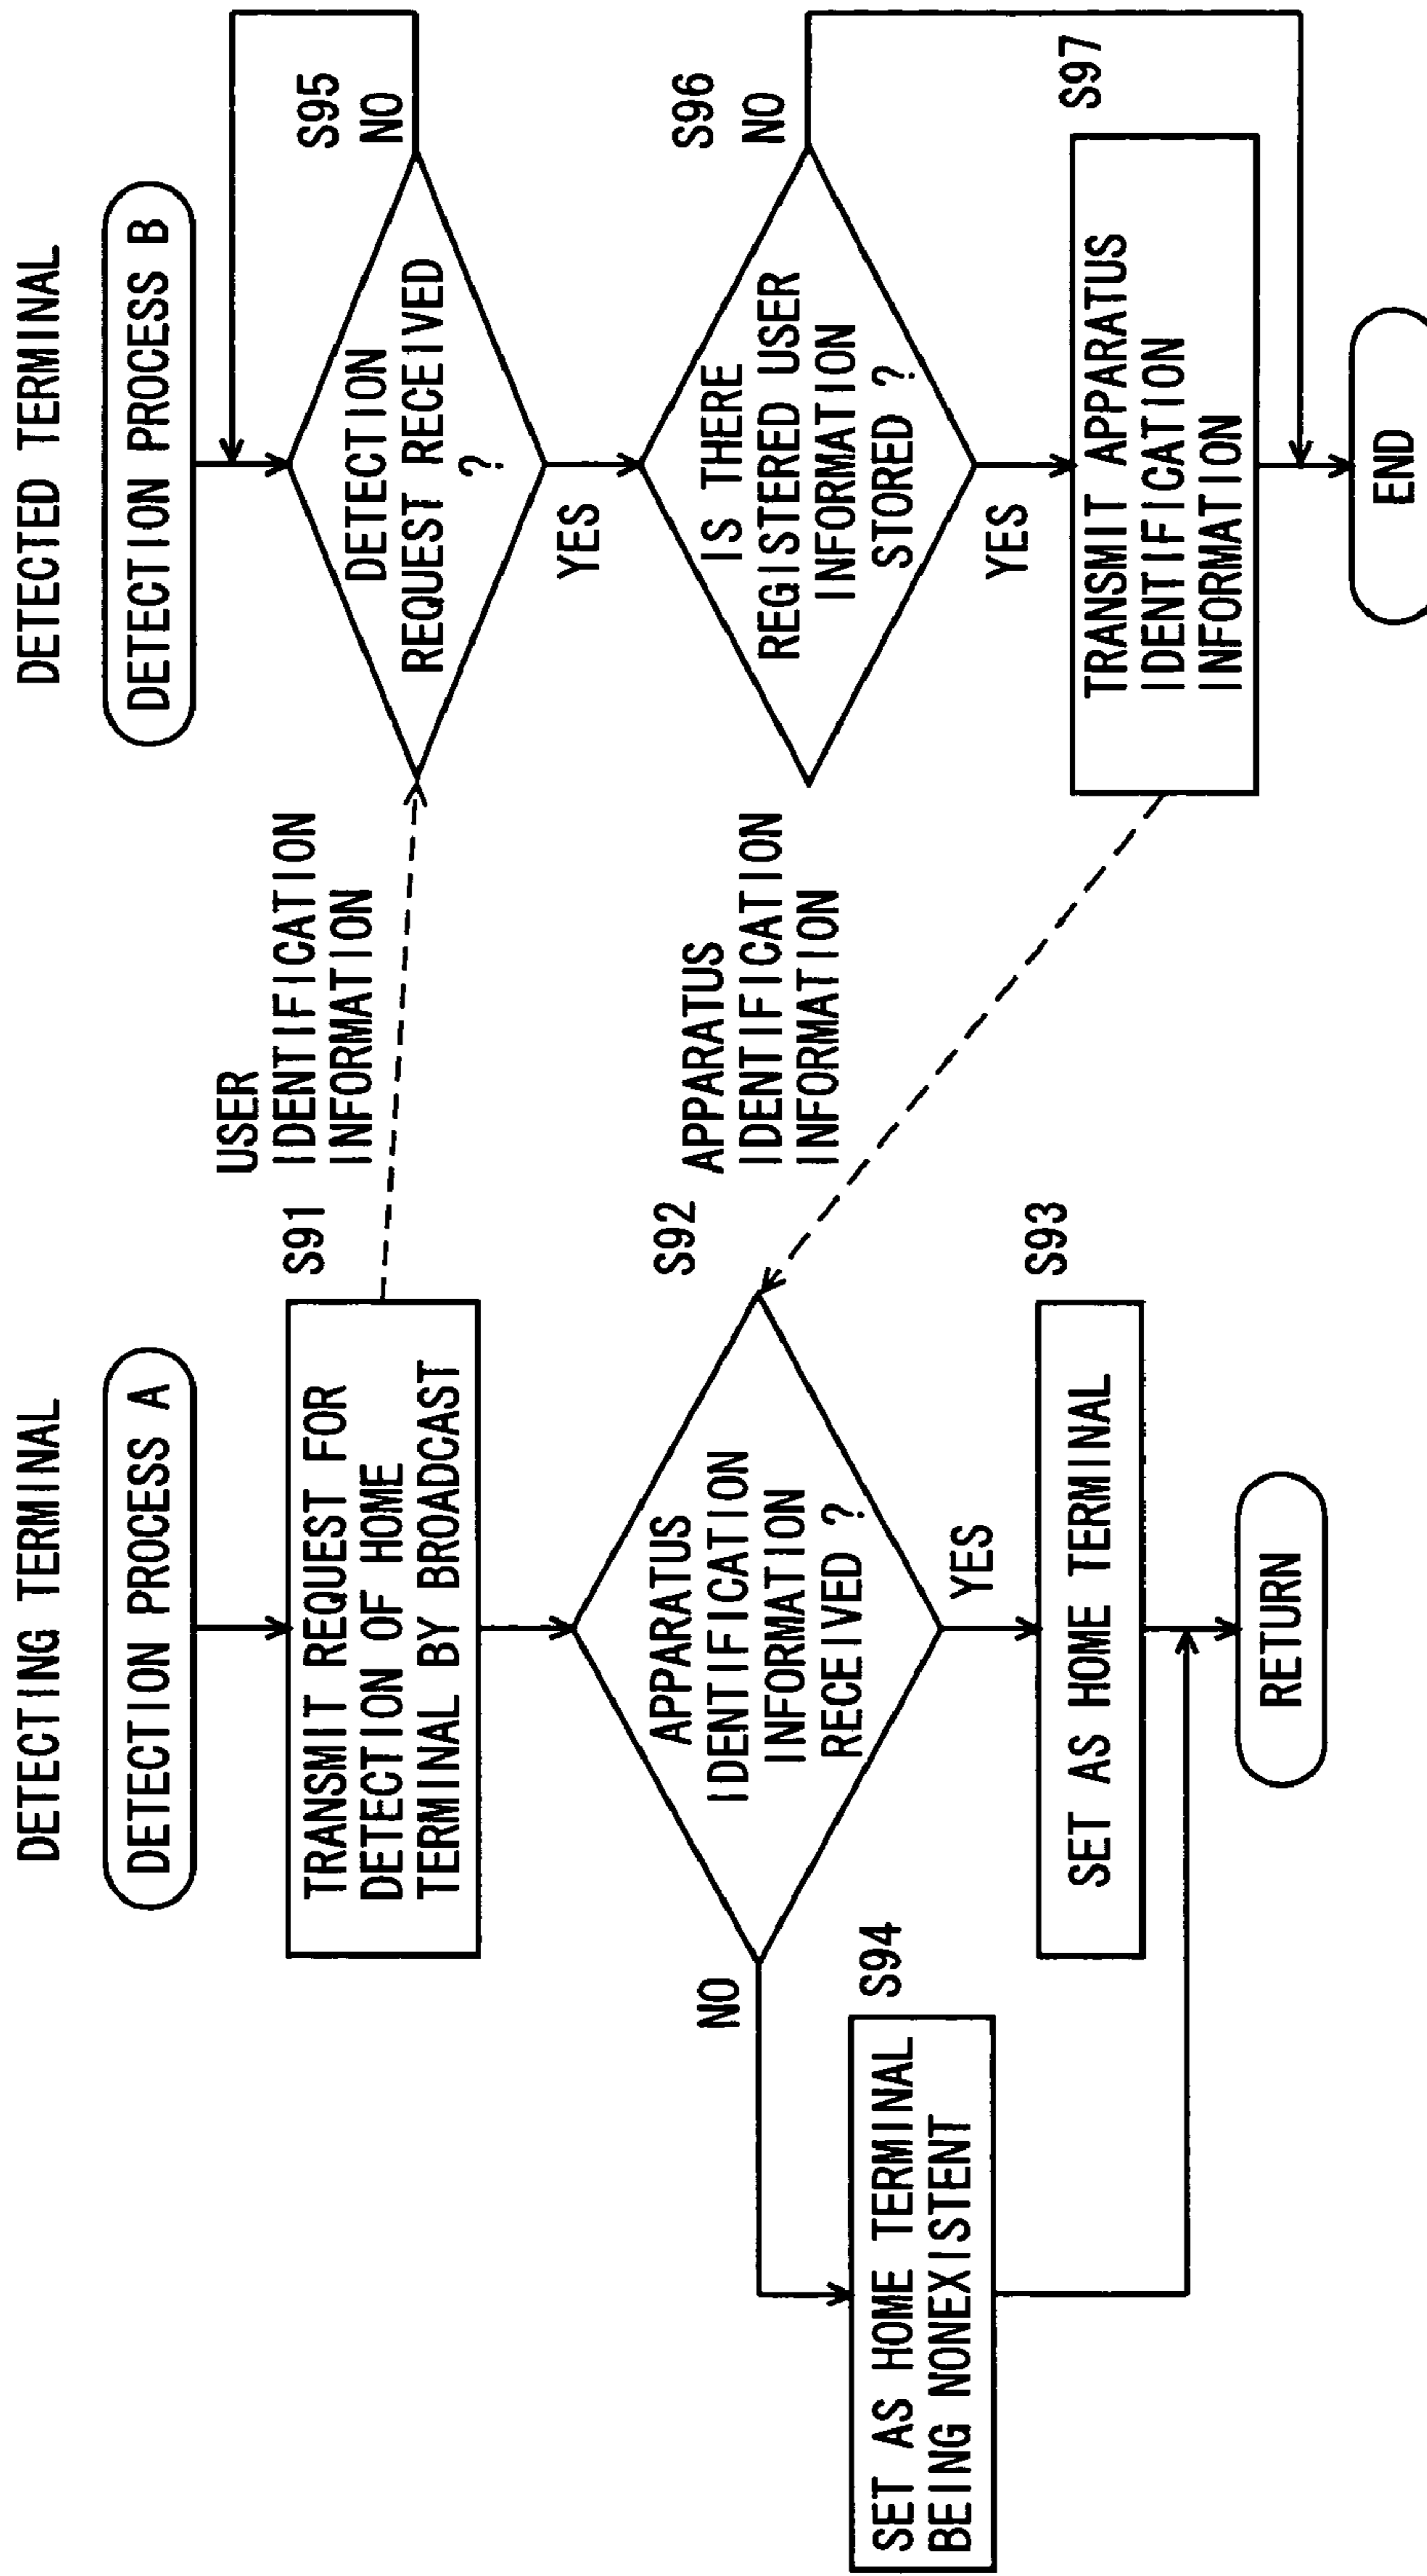 DETECTING TERMINAL
DETECTION PROCESS A
TRANSMIT REQUEST FOR
DETECTION OF HOME
TERMINAL BY BROADCAST
S91
USER
IDENTIFICATION
INFORMATION
APPARATUS
IDENTIFICATION
INFORMATION
RECEIVED ?
S92
NO
YES
SET AS HOME TERMINAL
BEING NONEXISTENT
S94
SET AS HOME TERMINAL
S93
RETURN
DETECTED TERMINAL
DETECTION PROCESS B
DETECTION
REQUEST RECEIVED
?
S95
NO
YES
IS THERE
REGISTERED USER
INFORMATION
STORED ?
S96
NO
YES
APPARATUS
IDENTIFICATION
INFORMATION
TRANSMIT APPARATUS
IDENTIFICATION
INFORMATION
S97
END